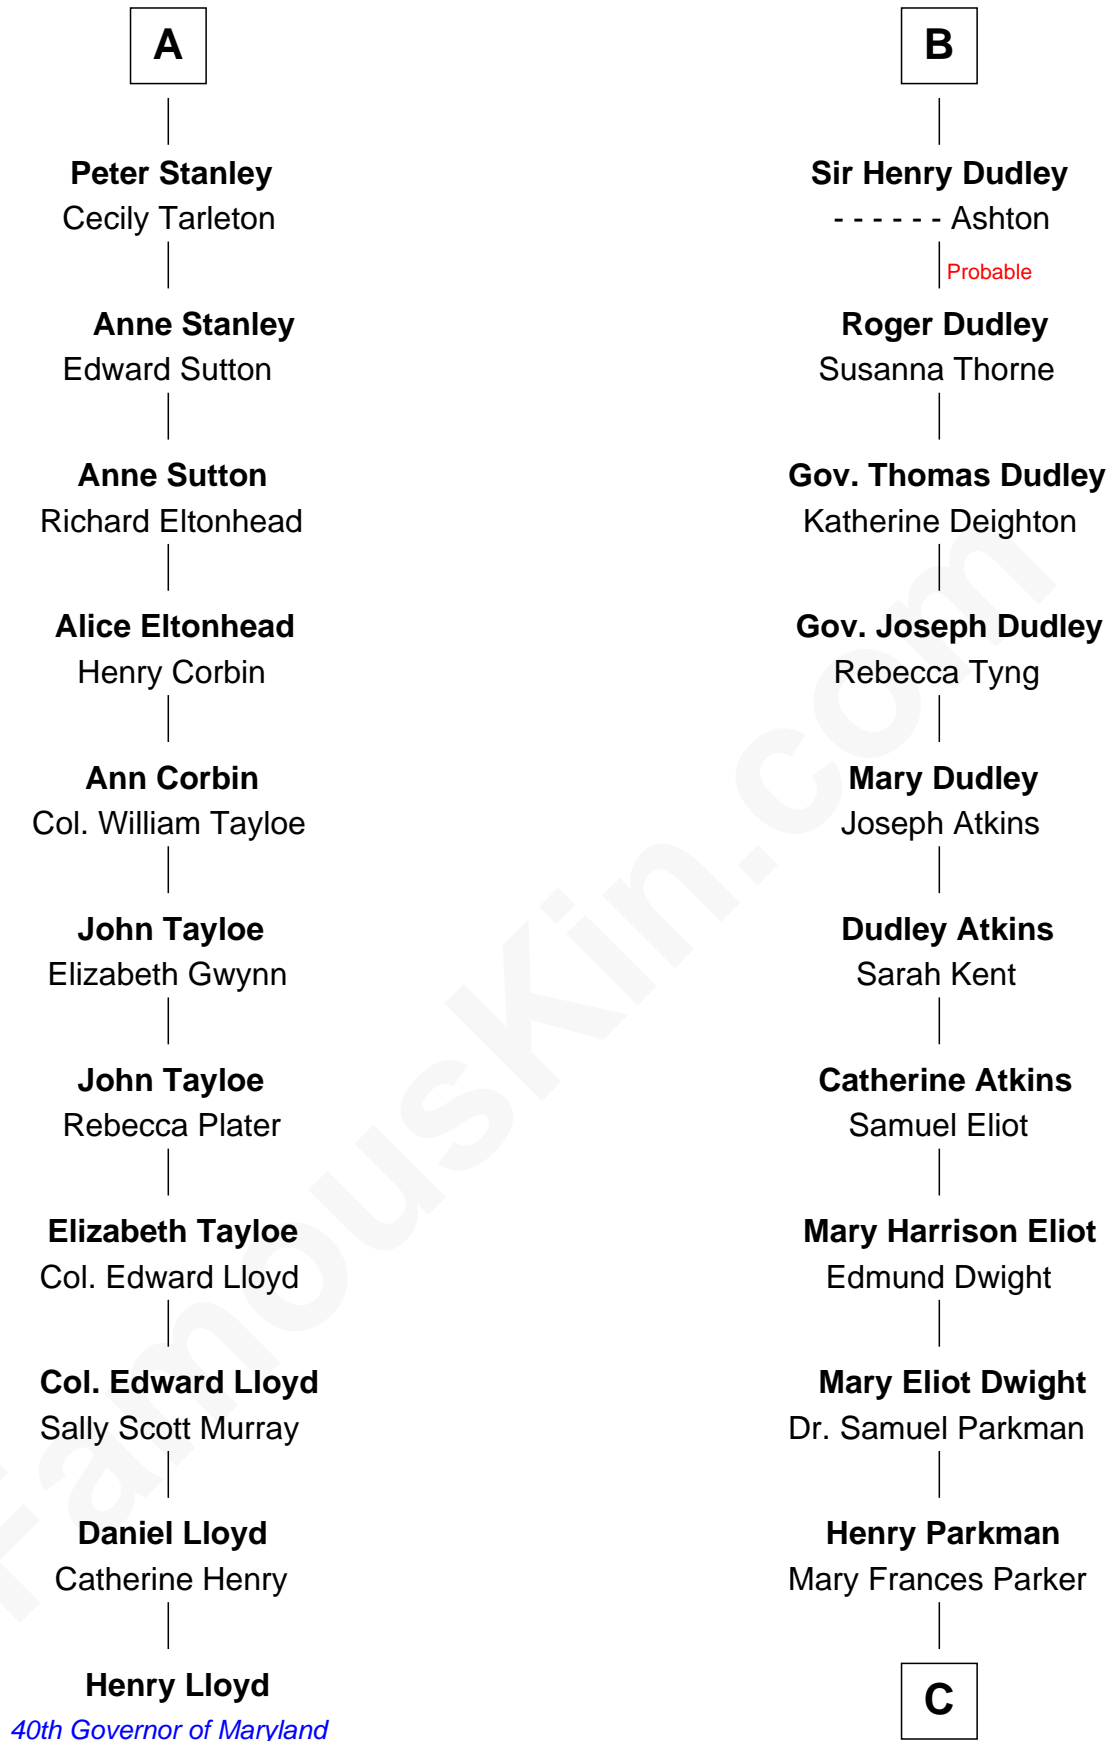 A
Peter Stanley
Cecily Tarleton
Anne Stanley
Edward Sutton
Anne Sutton
Richard Eltonhead
Alice Eltonhead
Henry Corbin
Ann Corbin
Col. William Tayloe
John Tayloe
Elizabeth Gwynn
John Tayloe
Rebecca Plater
Elizabeth Tayloe
Col. Edward Lloyd
Col. Edward Lloyd
Sally Scott Murray
Daniel Lloyd
Catherine Henry
Henry Lloyd
40th Governor of Maryland
B
Sir Henry Dudley
- - - - - - Ashton
Probable
Roger Dudley
Susanna Thorne
Gov. Thomas Dudley
Katherine Deighton
Gov. Joseph Dudley
Rebecca Tyng
Mary Dudley
Joseph Atkins
Dudley Atkins
Sarah Kent
Catherine Atkins
Samuel Eliot
Mary Harrison Eliot
Edmund Dwight
Mary Eliot Dwight
Dr. Samuel Parkman
Henry Parkman
Mary Frances Parker
C
FamousKin.com